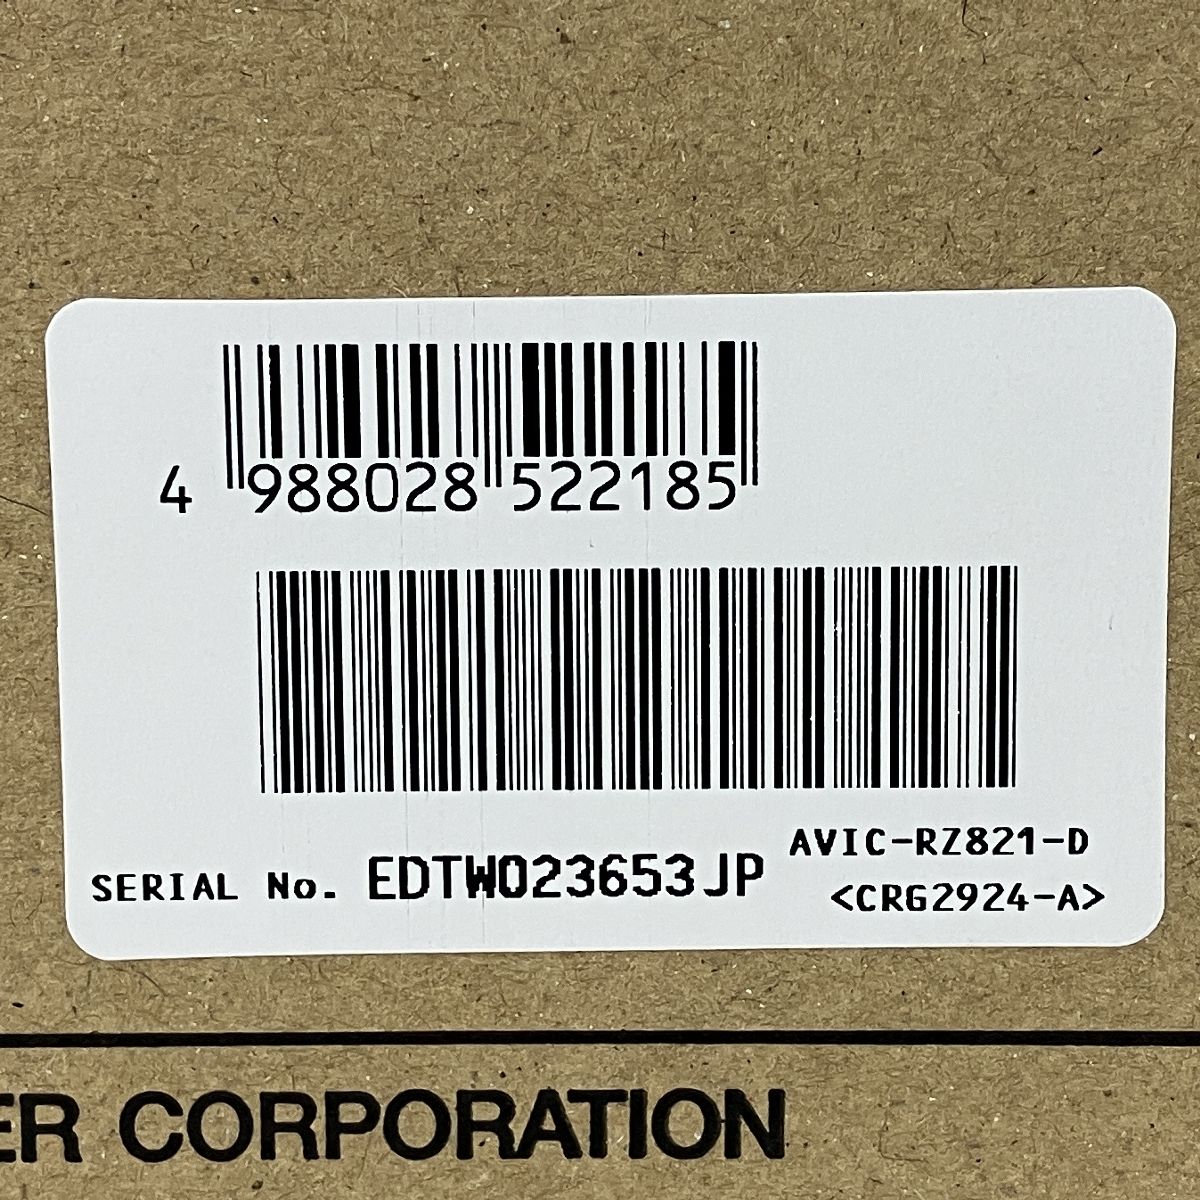 4 988028 522185
AVIC-RZ821-D
SERIAL No. EDTW023653JP
<CRG2924-A>
ER CORPORATION